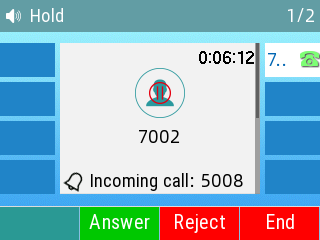 Hold 1/2
0:06:12
7..
7002
Incoming call: 5008
Answer Reject End